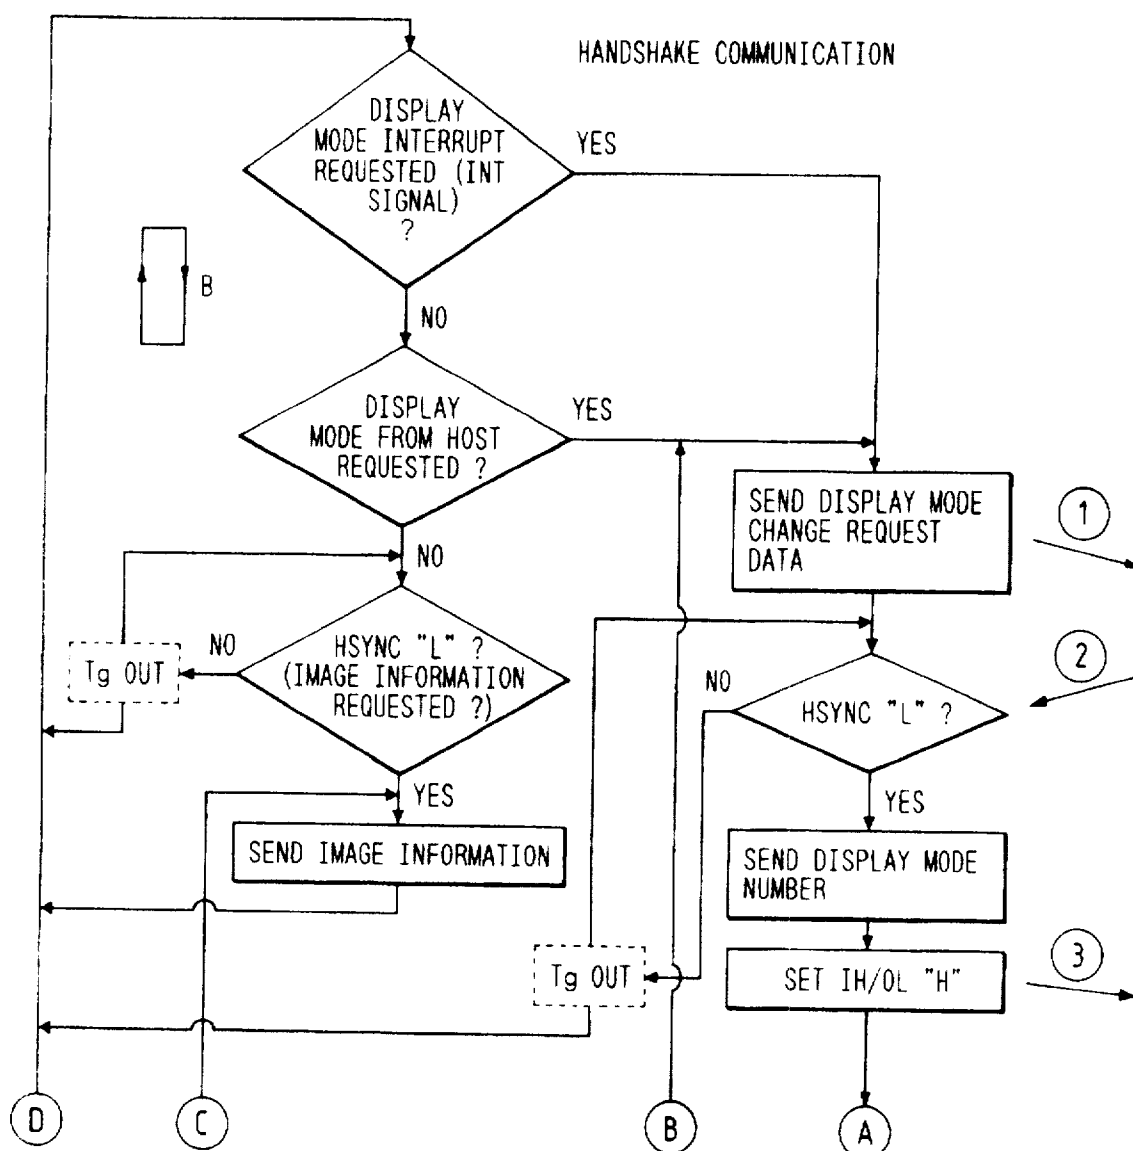 HANDSHAKE COMMUNICATION
DISPLAY
MODE INTERRUPT
REQUESTED (INT
SIGNAL)
?
YES
B
NO
DISPLAY
MODE FROM HOST
REQUESTED ?
YES
SEND DISPLAY MODE
CHANGE REQUEST
DATA
1
NO
HSYNC "L" ?
(IMAGE INFORMATION
REQUESTED ?)
NO
Tg OUT
2
NO
HSYNC "L" ?
YES
SEND IMAGE INFORMATION
YES
SEND DISPLAY MODE
NUMBER
Tg OUT
SET IH/OL "H"
3
D
C
B
A